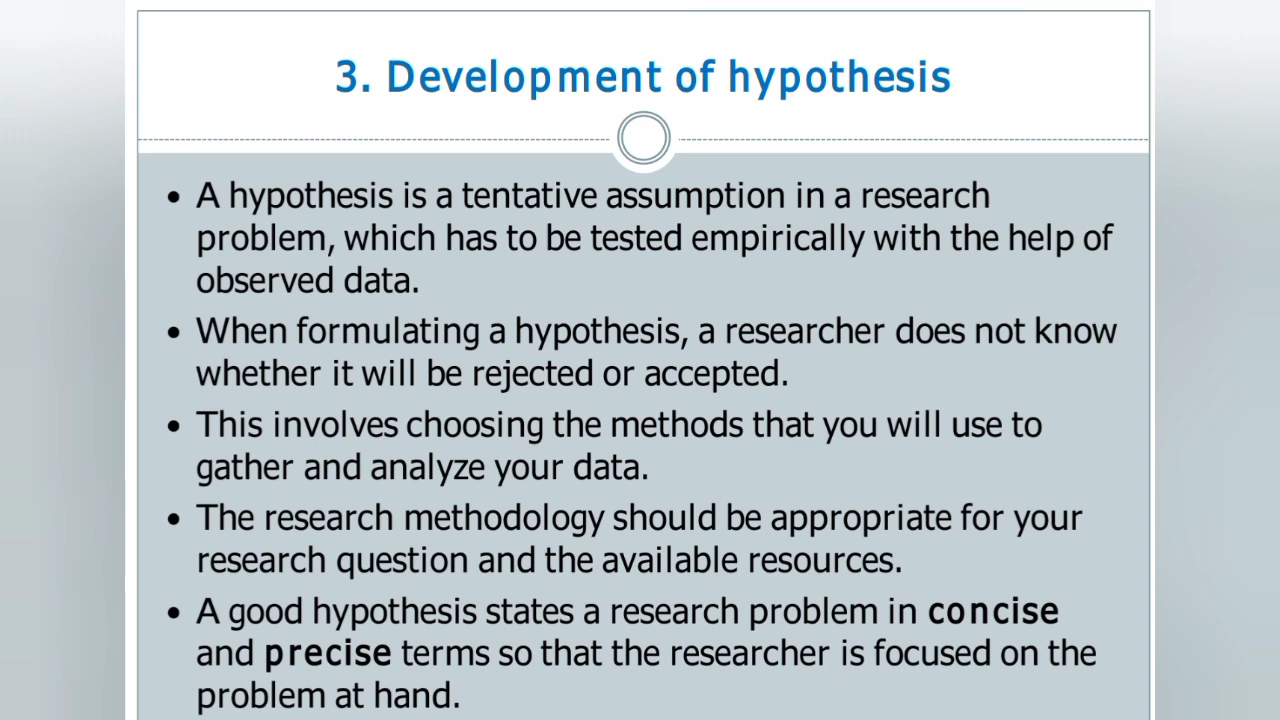 3. Development of hypothesis
• A hypothesis is a tentative assumption in a research
problem, which has to be tested empirically with the help of
observed data.
• When formulating a hypothesis, a researcher does not know
whether it will be rejected or accepted.
• This involves choosing the methods that you will use to
gather and analyze your data.
• The research methodology should be appropriate for your
research question and the available resources.
• A good hypothesis states a research problem in concise
and precise terms so that the researcher is focused on the
problem at hand.